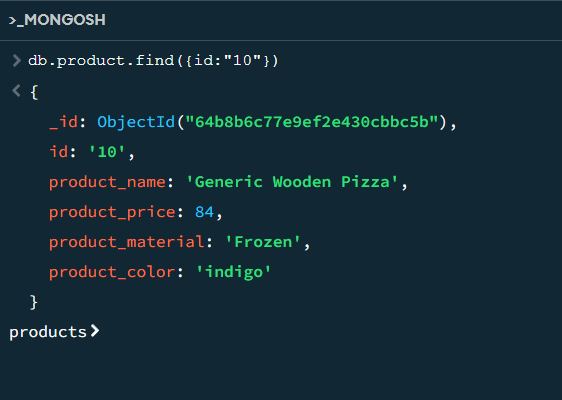 >_MONGOSH
> db.product.find({id:"10"})
< {
_id: ObjectId("64b8b6c77e9ef2e430cbbc5b"),
id: '10',
product_name: 'Generic Wooden Pizza',
product_price: 84,
product_material: 'Frozen',
product_color: 'indigo'
}
products>